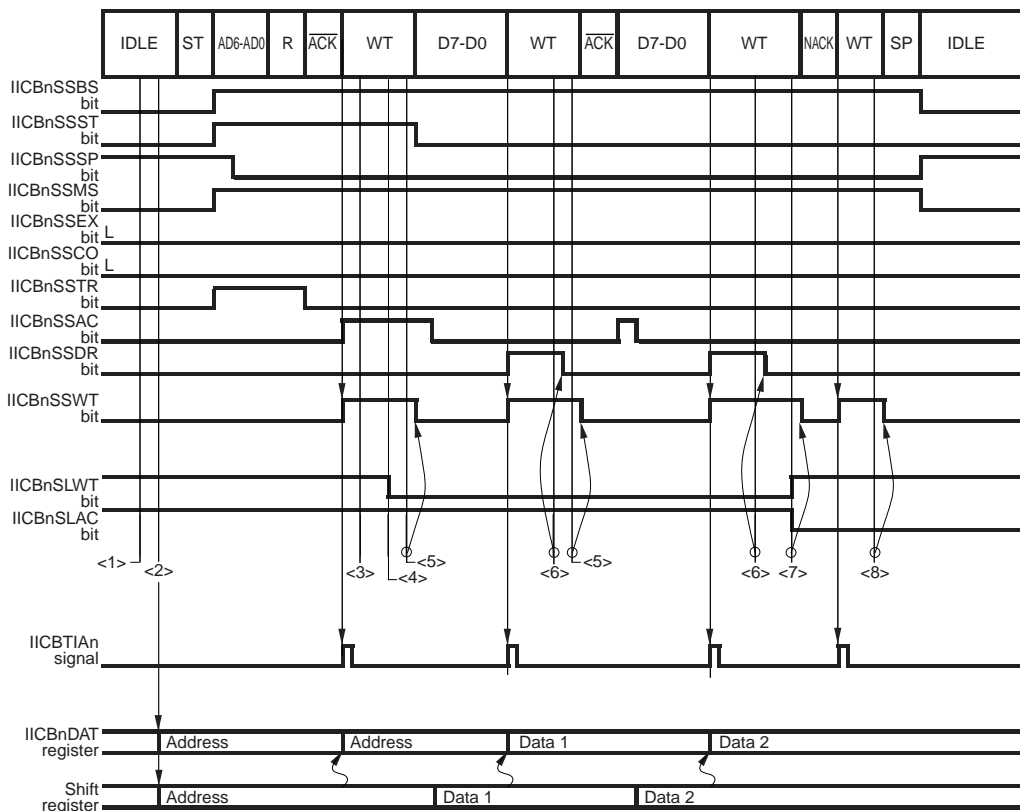 IDLE ST AD6-AD0 R ACK WT D7-D0 WT ACK D7-D0 WT NACK WT SP IDLE
IICBnSSBS
bit
IICBnSSST
bit
IICBnSSSP
bit
IICBnSSMS
bit
IICBnSSEX
bit L
IICBnSSCO
bit L
IICBnSSTR
bit
IICBnSSAC
bit
IICBnSSDR
bit
IICBnSSWT
bit
IICBnSLWT
bit
IICBnSLAC
bit
<1> <2> <3> <4> <5> <6> <5> <6> <7> <8>
IICBTIAn
signal
IICBnDAT
register
Address Address Data 1 Data 2
Shift
register
Address Data 1 Data 2